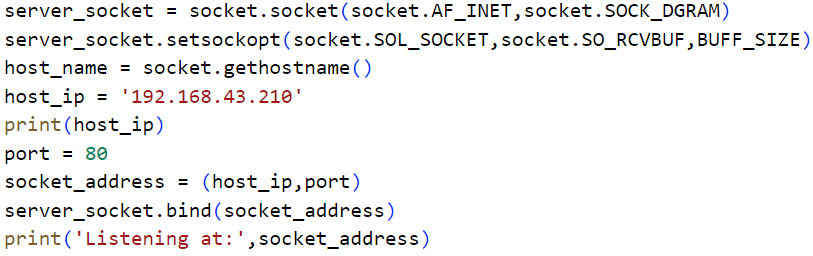 server_socket = socket.socket(socket.AF_INET,socket.SOCK_DGRAM)
server_socket.setsockopt(socket.SOL_SOCKET,socket.SO_RCVBUF,BUFF_SIZE)
host_name = socket.gethostname()
host_ip = '192.168.43.210'
print(host_ip)
port = 80
socket_address = (host_ip,port)
server_socket.bind(socket_address)
print('Listening at:',socket_address)